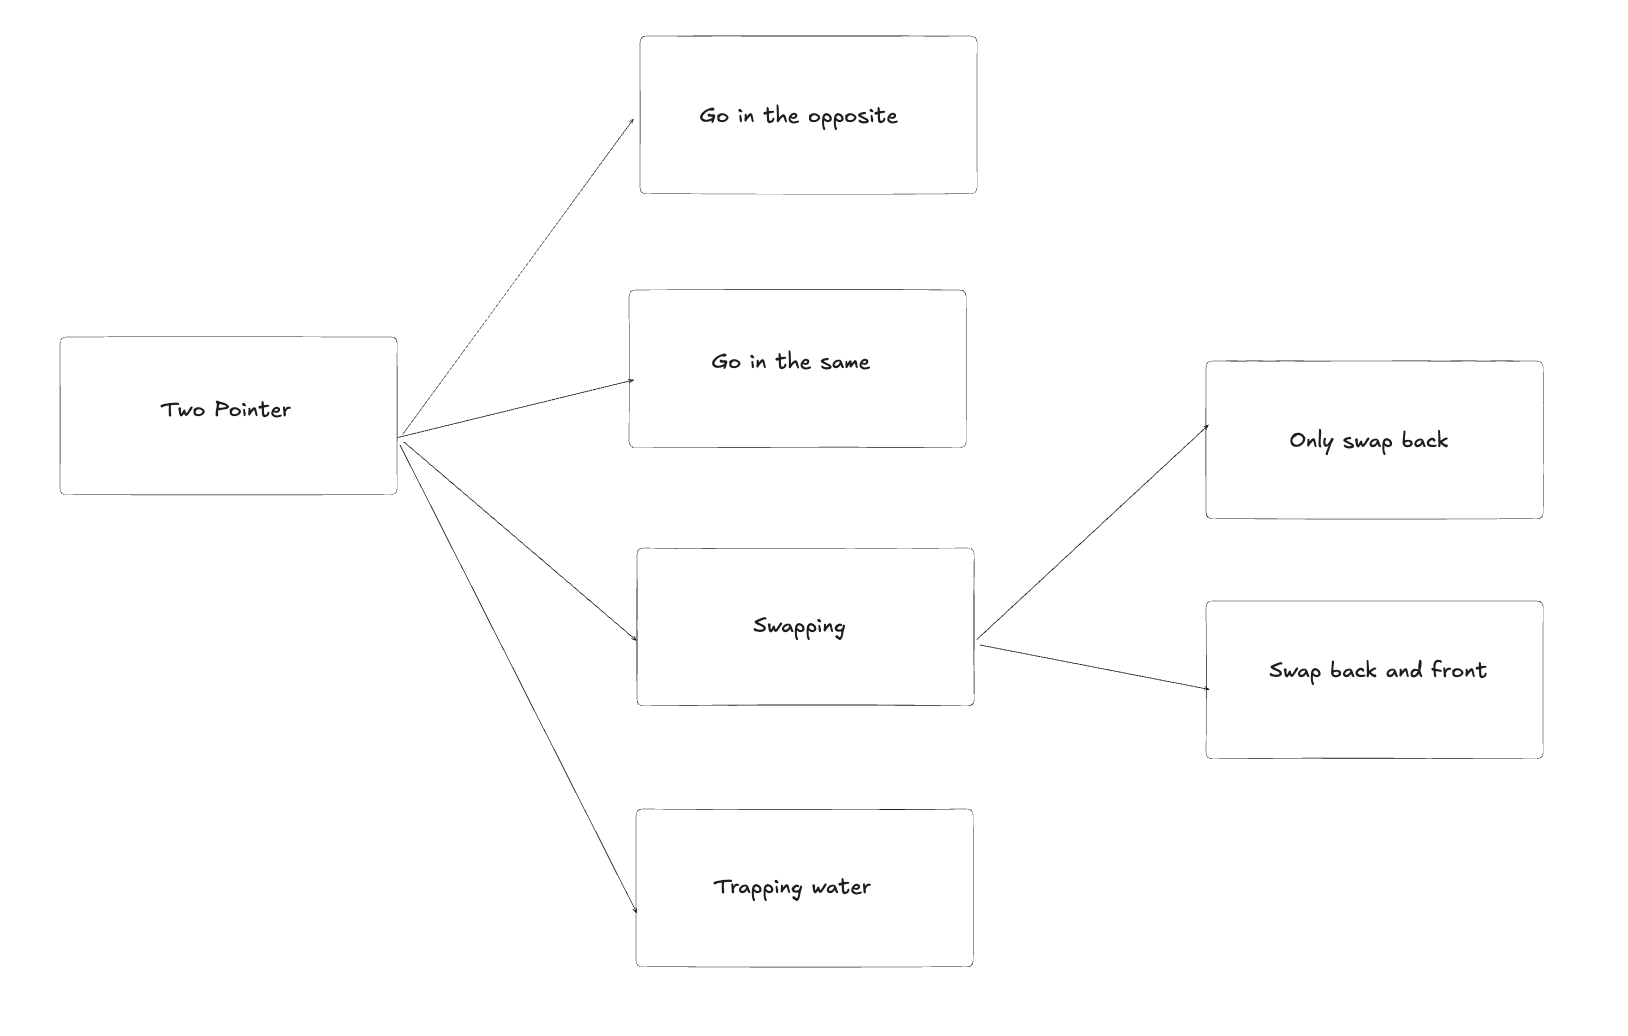 Go in the opposite
Go in the same
Two Pointer
Only swap back
Swapping
Swap back and front
Trapping water